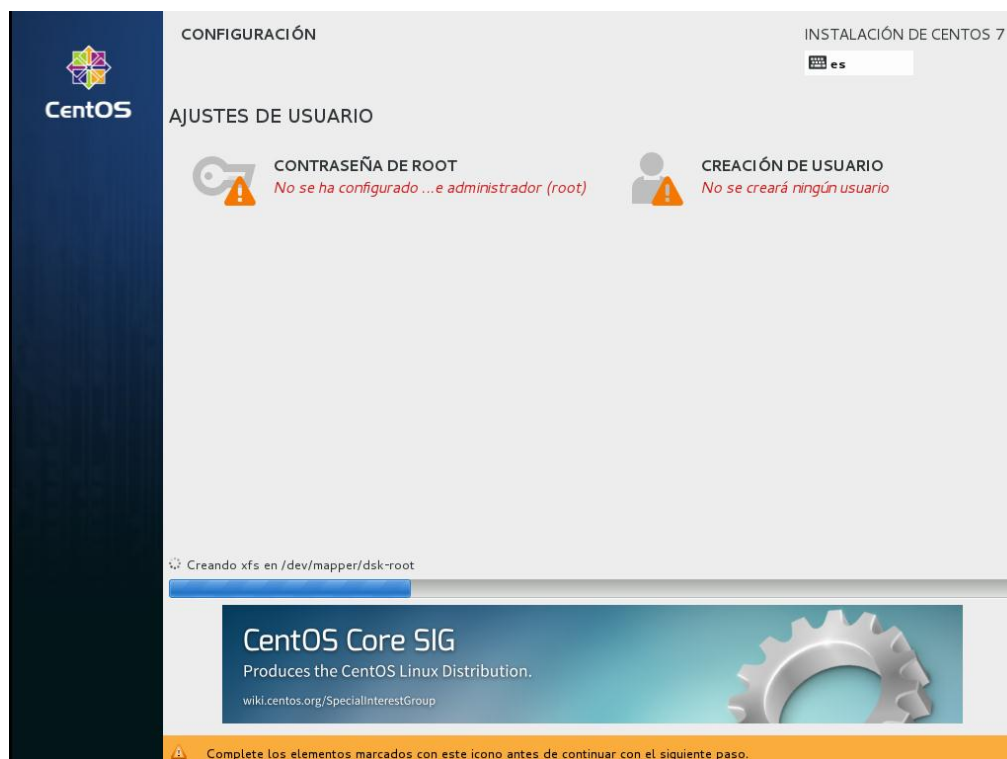 CONFIGURACIÓN
INSTALACIÓN DE CENTOS 7
es
CentOS
AJUSTES DE USUARIO
CONTRASEÑA DE ROOT
No se ha configurado ...e administrador (root)
CREACIÓN DE USUARIO
No se creará ningún usuario
Creando xfs en /dev/mapper/dsk-root
CentOS Core SIG
Produces the CentOS Linux Distribution.
wiki.centos.org/SpecialInterestGroup
Complete los elementos marcados con este icono antes de continuar con el siguiente paso.